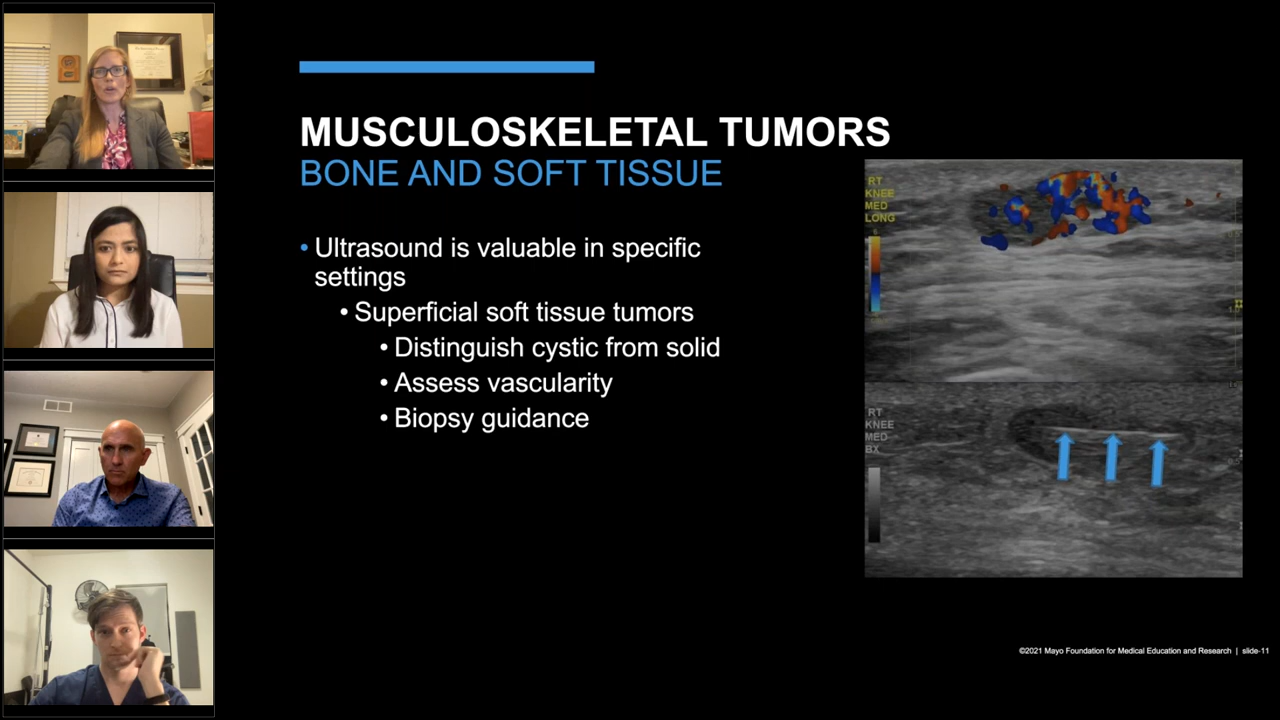 MUSCULOSKELETAL TUMORS
BONE AND SOFT TISSUE
• Ultrasound is valuable in specific
settings
• Superficial soft tissue tumors
• Distinguish cystic from solid
• Assess vascularity
• Biopsy guidance
RT
KNEE
MED
LONG
RT
KNEE
MED
BX
©2021 Mayo Foundation for Medical Education and Research | slide-11